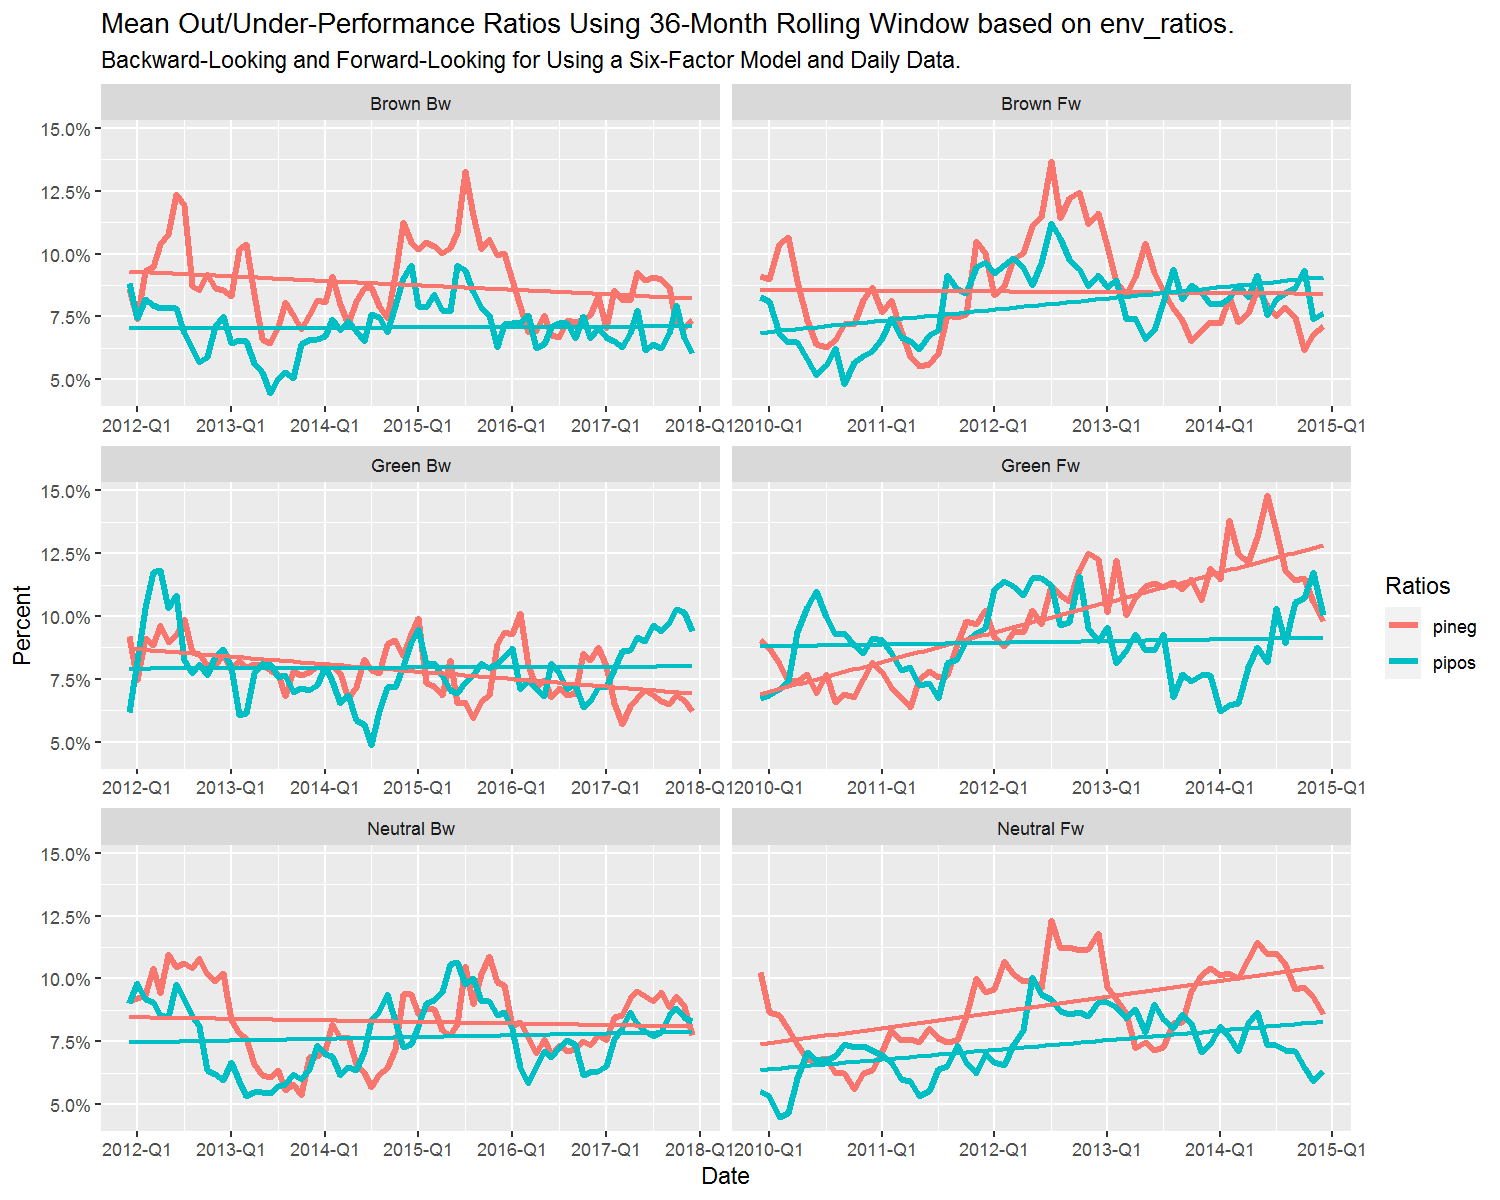 Mean Out/Under-Performance Ratios Using 36-Month Rolling Window based on env_ratios.
Backward-Looking and Forward-Looking for Using a Six-Factor Model and Daily Data.
Brown Bw
Brown Fw
15.0%
12.5%
10.0%
7.5%
5.0%
2012-Q1 2013-Q1 2014-Q1 2015-Q1 2016-Q1 2017-Q1 2018-Q1
2010-Q1 2011-Q1 2012-Q1 2013-Q1 2014-Q1 2015-Q1
Green Bw
Green Fw
15.0%
12.5%
10.0%
7.5%
5.0%
2012-Q1 2013-Q1 2014-Q1 2015-Q1 2016-Q1 2017-Q1 2018-Q1
2010-Q1 2011-Q1 2012-Q1 2013-Q1 2014-Q1 2015-Q1
Neutral Bw
Neutral Fw
15.0%
12.5%
10.0%
7.5%
5.0%
2012-Q1 2013-Q1 2014-Q1 2015-Q1 2016-Q1 2017-Q1 2018-Q1
2010-Q1 2011-Q1 2012-Q1 2013-Q1 2014-Q1 2015-Q1
Percent
Date
Ratios
pineg
pipos